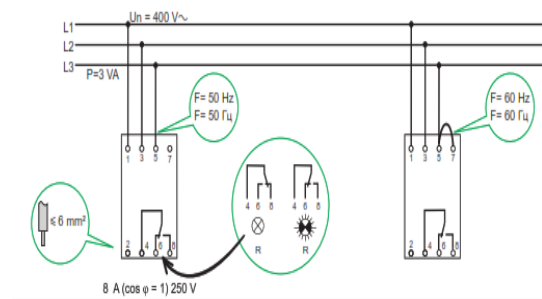 Un = 400 V~
L1
L2
L3
P=3 VA
F= 50 Hz
F= 50 Гц
F= 60 Hz
F= 60 Гц
1 3 5 7
1 3 5 7
4 6 8 4 6 8
R R
≤ 6 mm²
2 4 6 8
2 4 6 8
8 A (cos φ = 1) 250 V